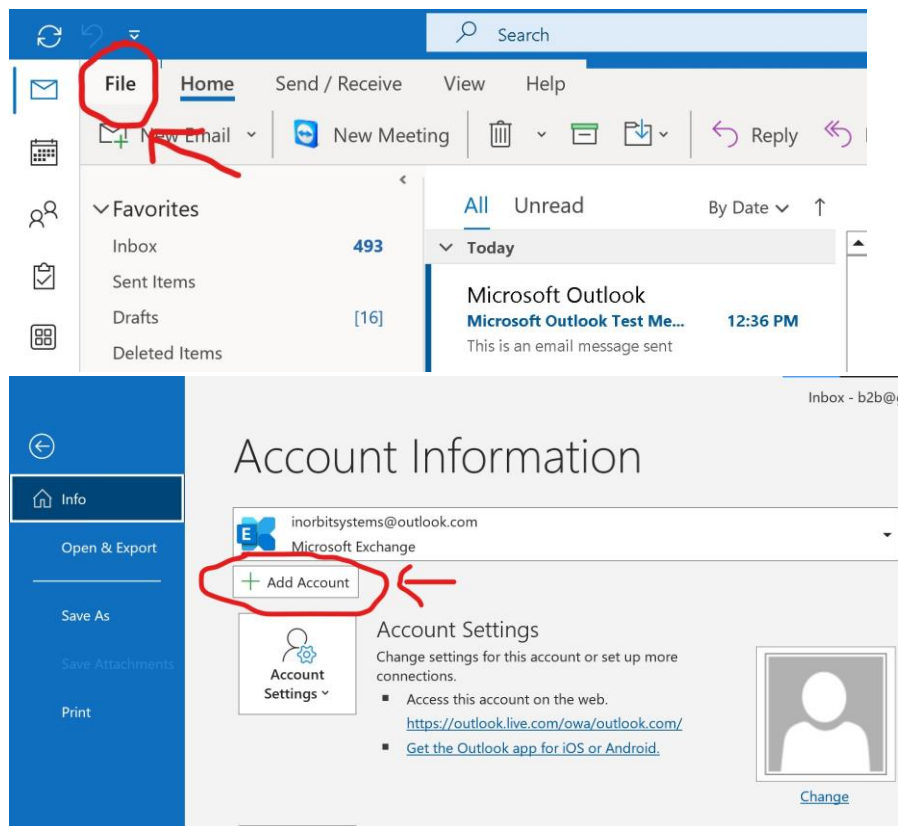 Search
File Home Send / Receive View Help
New Email New Meeting Reply
Favorites
Inbox 493
Sent Items
Drafts [16]
Deleted Items
All Unread By Date
Today
Microsoft Outlook
Microsoft Outlook Test Me... 12:36 PM
This is an email message sent
Inbox - b2b@
Info
Open & Export
Save As
Save Attachments
Print
Account Information
E
inorbitsystems@outlook.com
Microsoft Exchange
+ Add Account
Account
Settings
Account Settings
Change settings for this account or set up more
connections.
▪ Access this account on the web.
https://outlook.live.com/owa/outlook.com/
▪ Get the Outlook app for iOS or Android.
Change